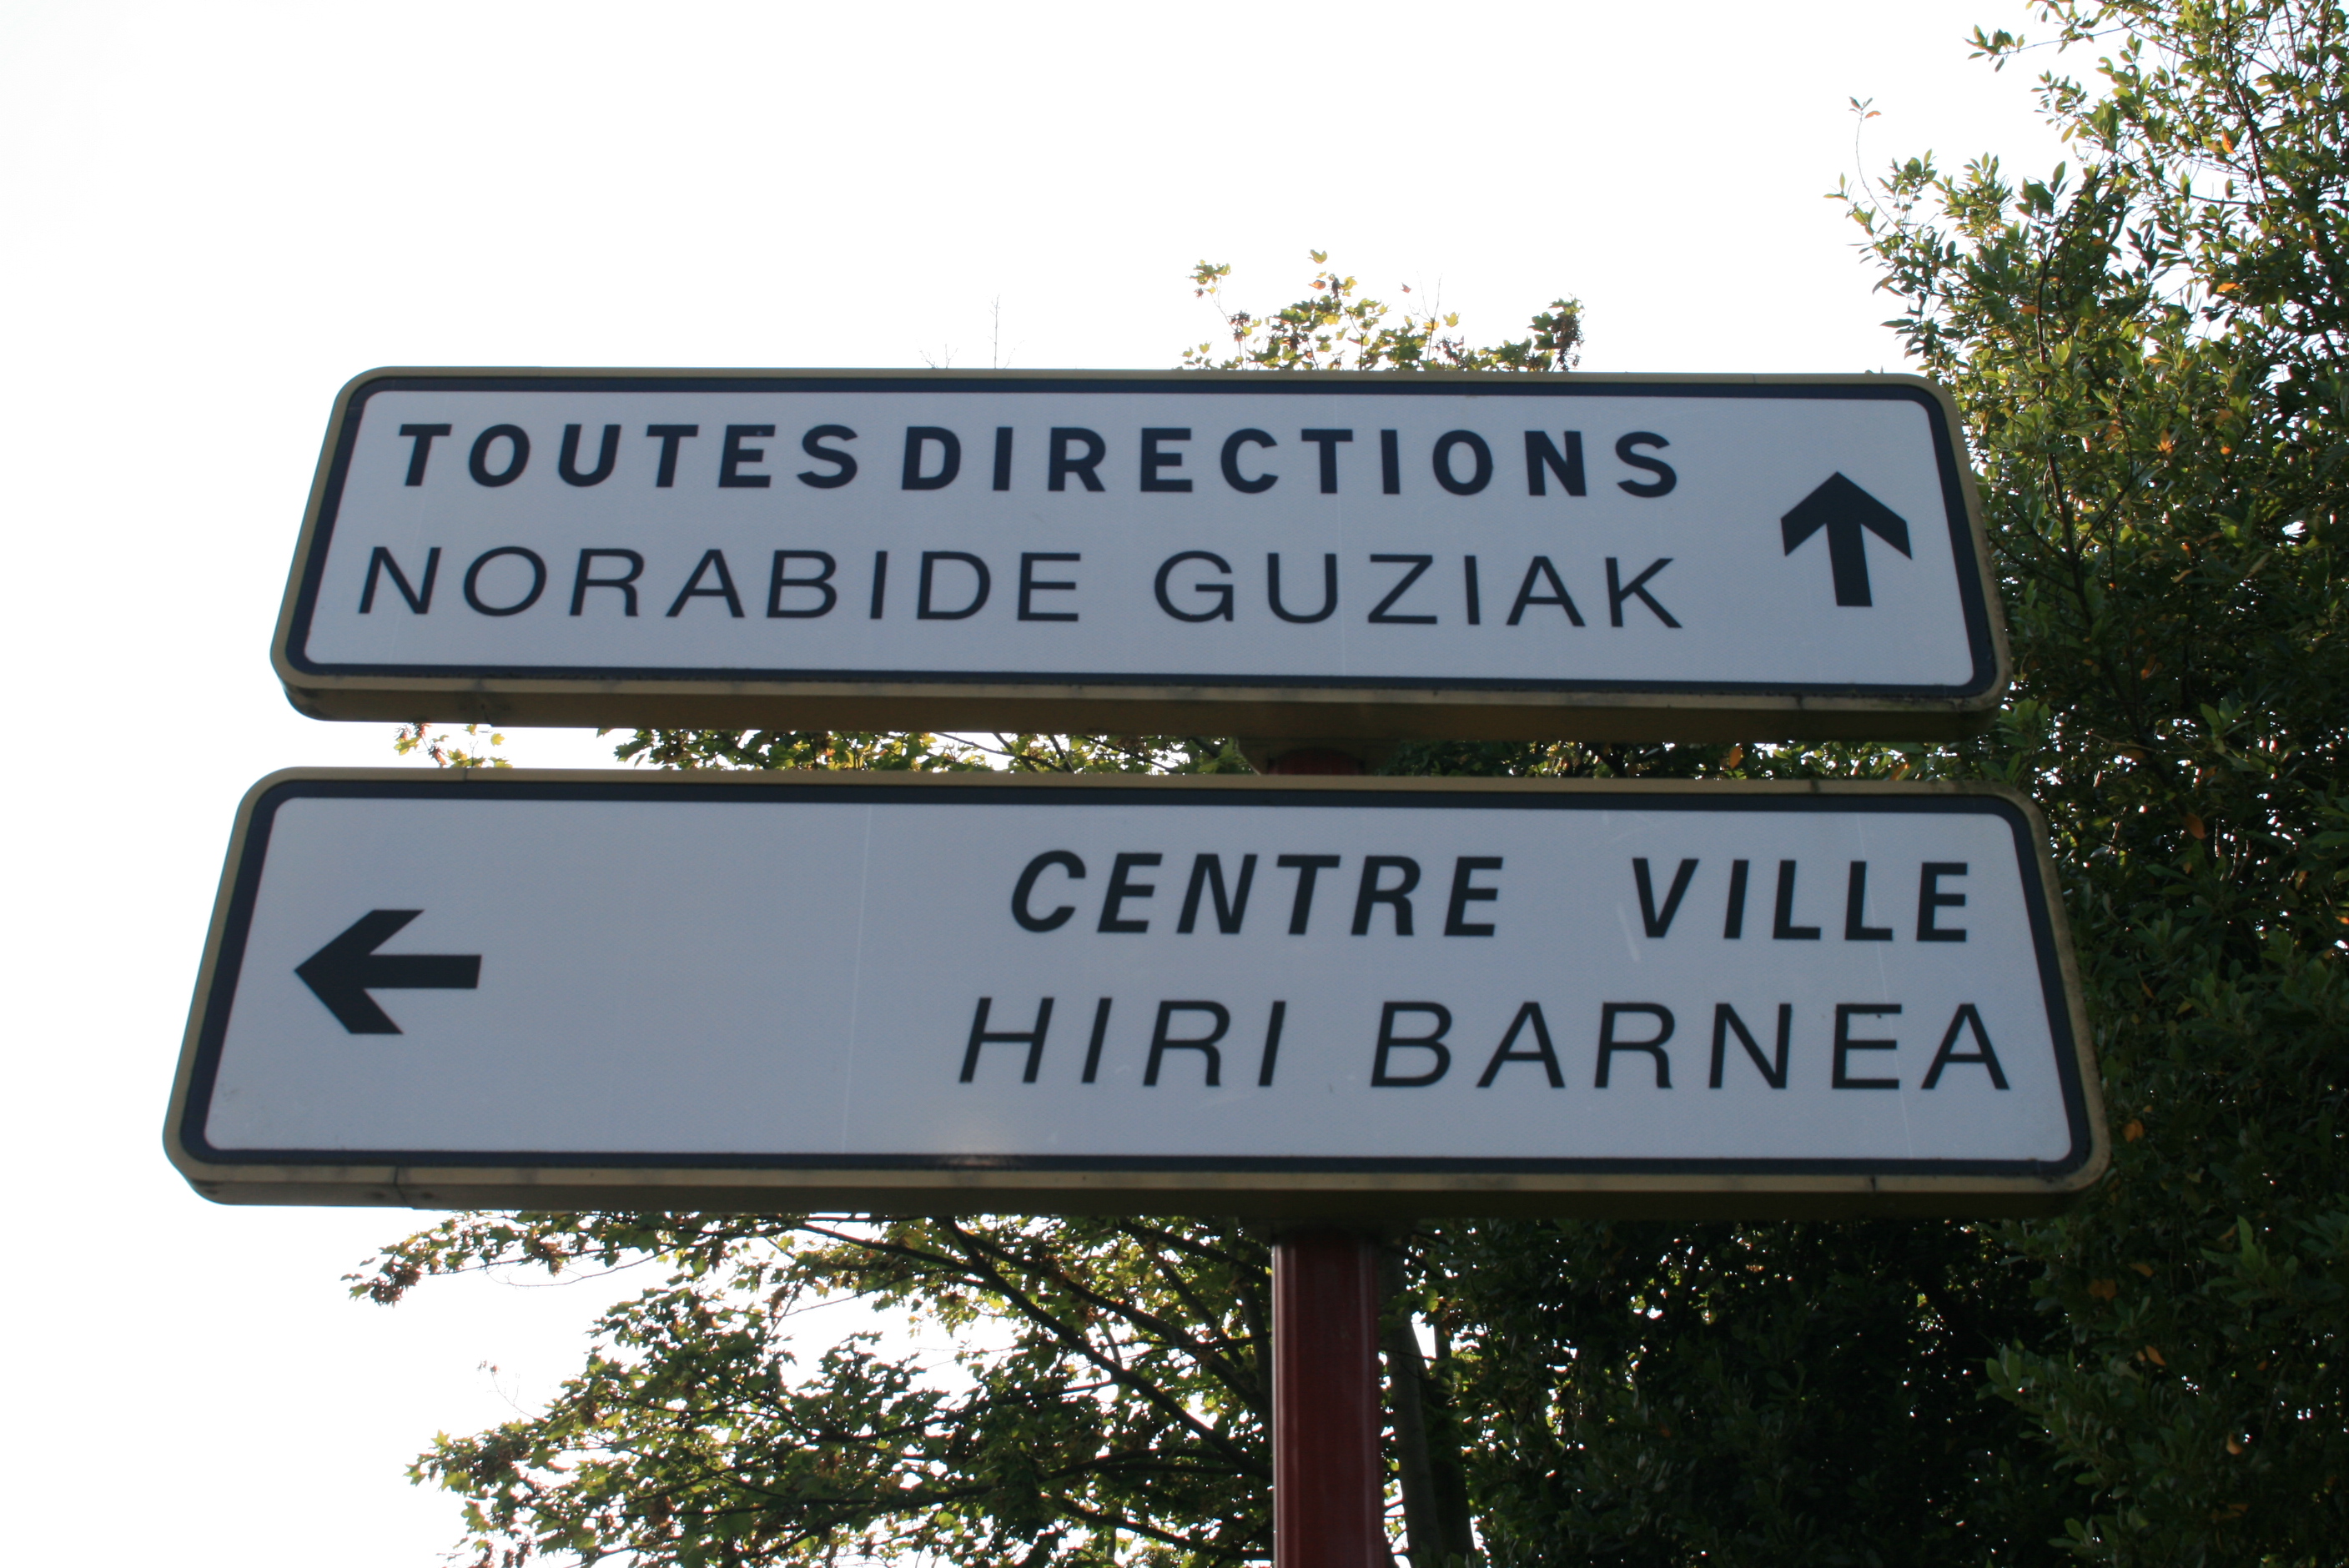 TOUTES DIRECTIONS
NORABIDE GUZIAK
CENTRE VILLE
HIRI BARNEA